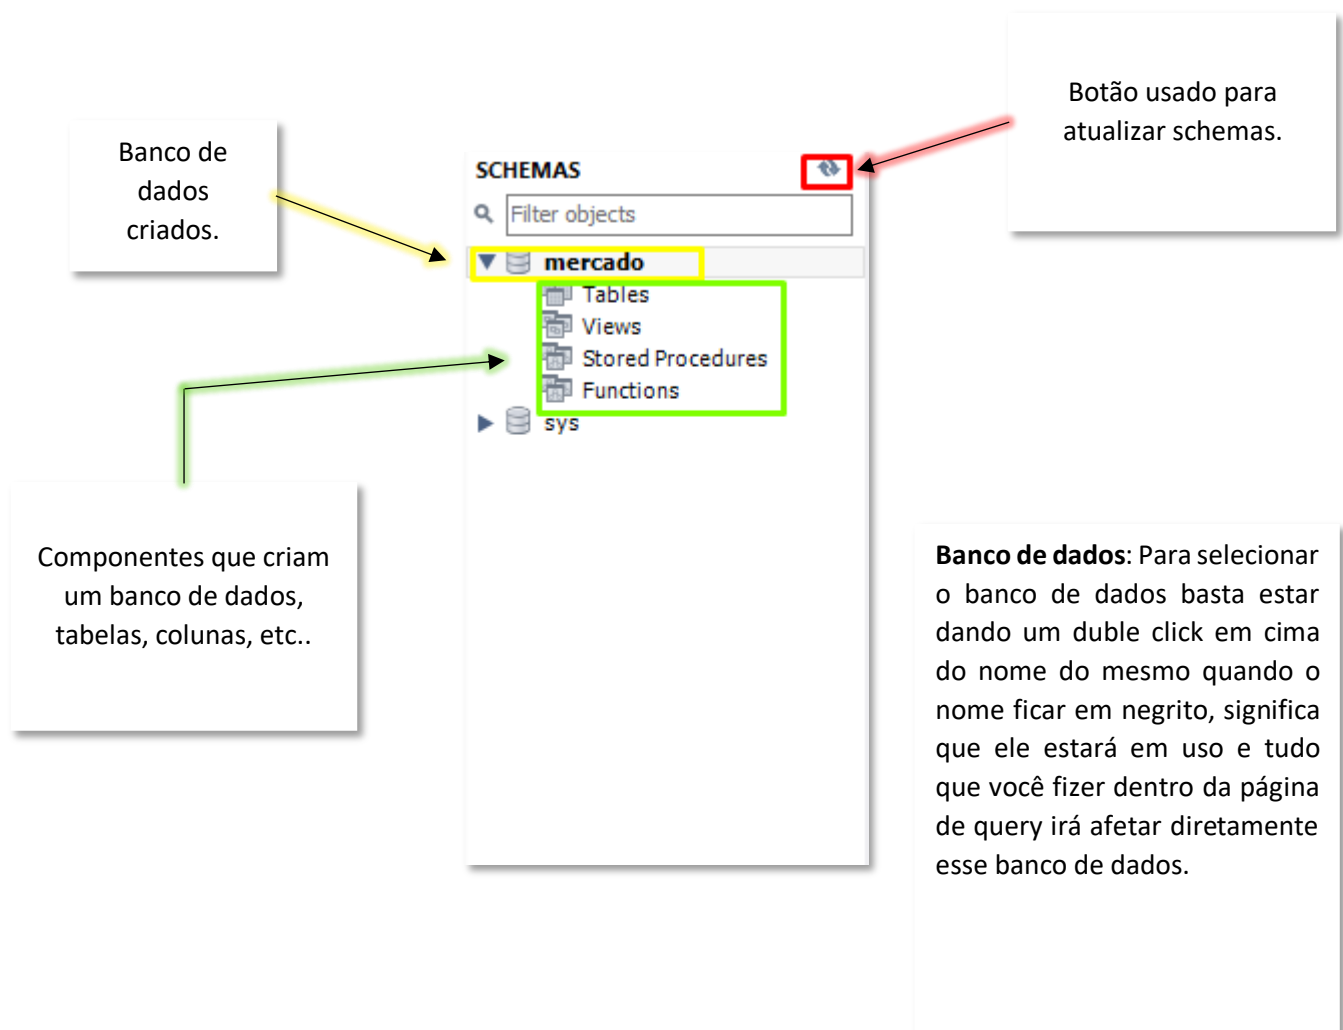 Botão usado para
atualizar schemas.
Banco de
dados
criados.
SCHEMAS
Filter objects
mercado
Tables
Views
Stored Procedures
Functions
sys
Componentes que criam
um banco de dados,
tabelas, colunas, etc..
Banco de dados: Para selecionar
o banco de dados basta estar
dando um duble click em cima
do nome do mesmo quando o
nome ficar em negrito, significa
que ele estará em uso e tudo
que você fizer dentro da página
de query irá afetar diretamente
esse banco de dados.